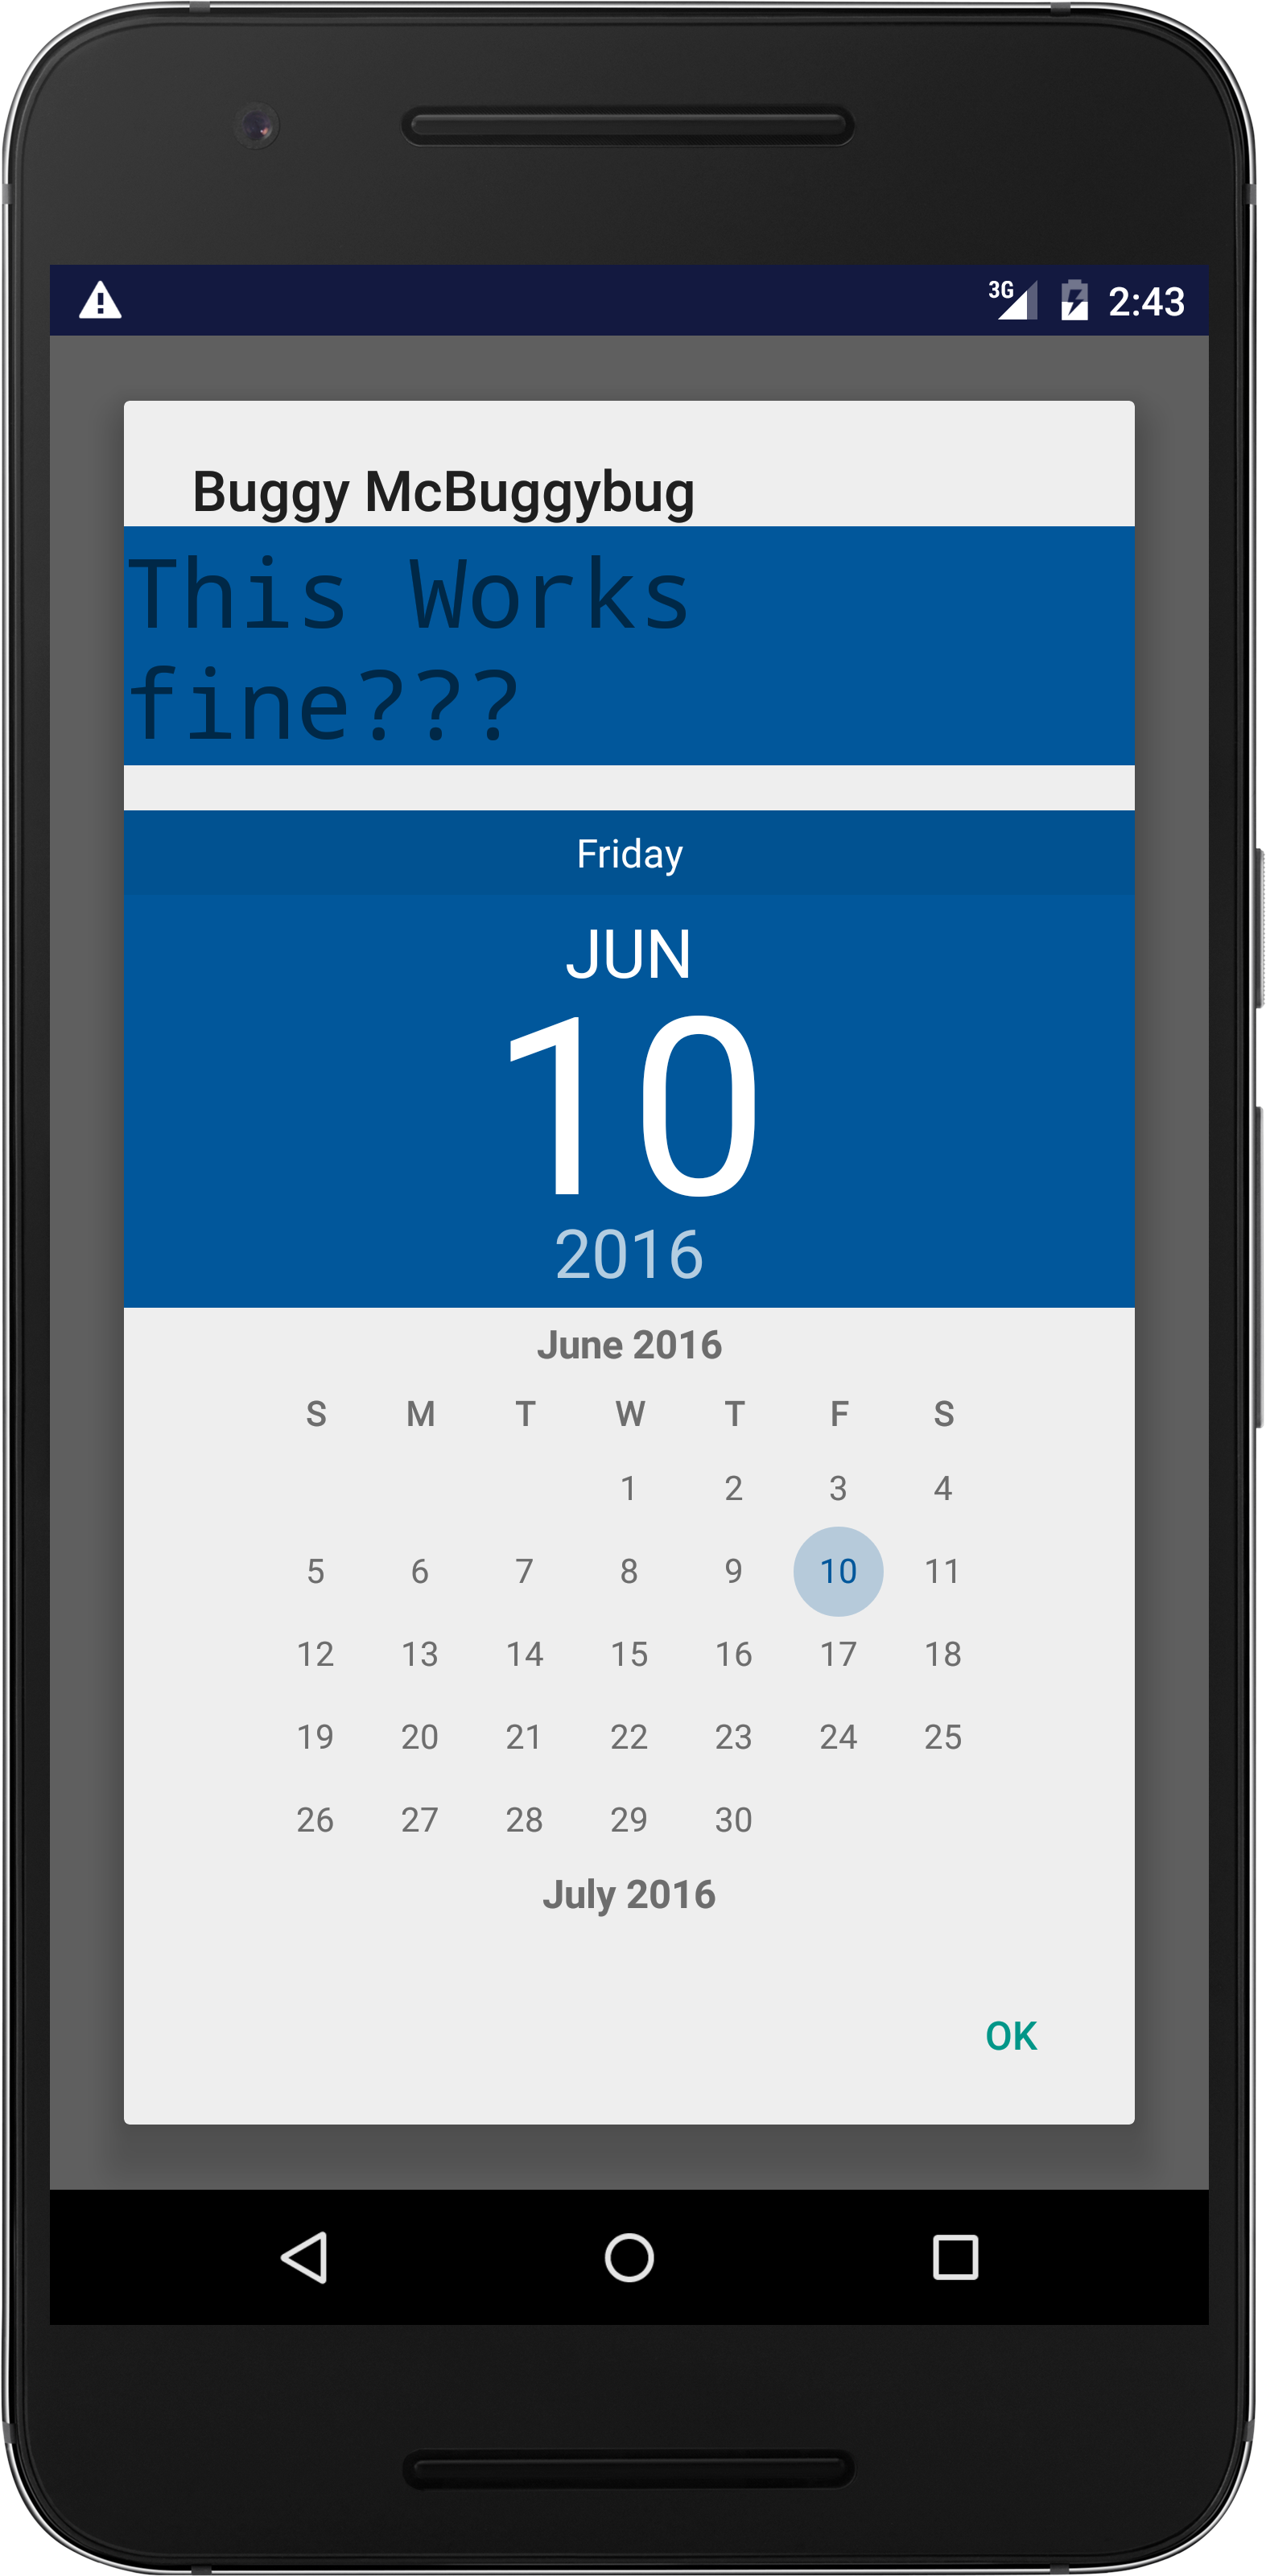 3G 2:43
Buggy McBuggybug
This Works
fine???
Friday
JUN
10
2016
June 2016
S M T W T F S
1 2 3 4
5 6 7 8 9 10 11
12 13 14 15 16 17 18
19 20 21 22 23 24 25
26 27 28 29 30
July 2016
OK